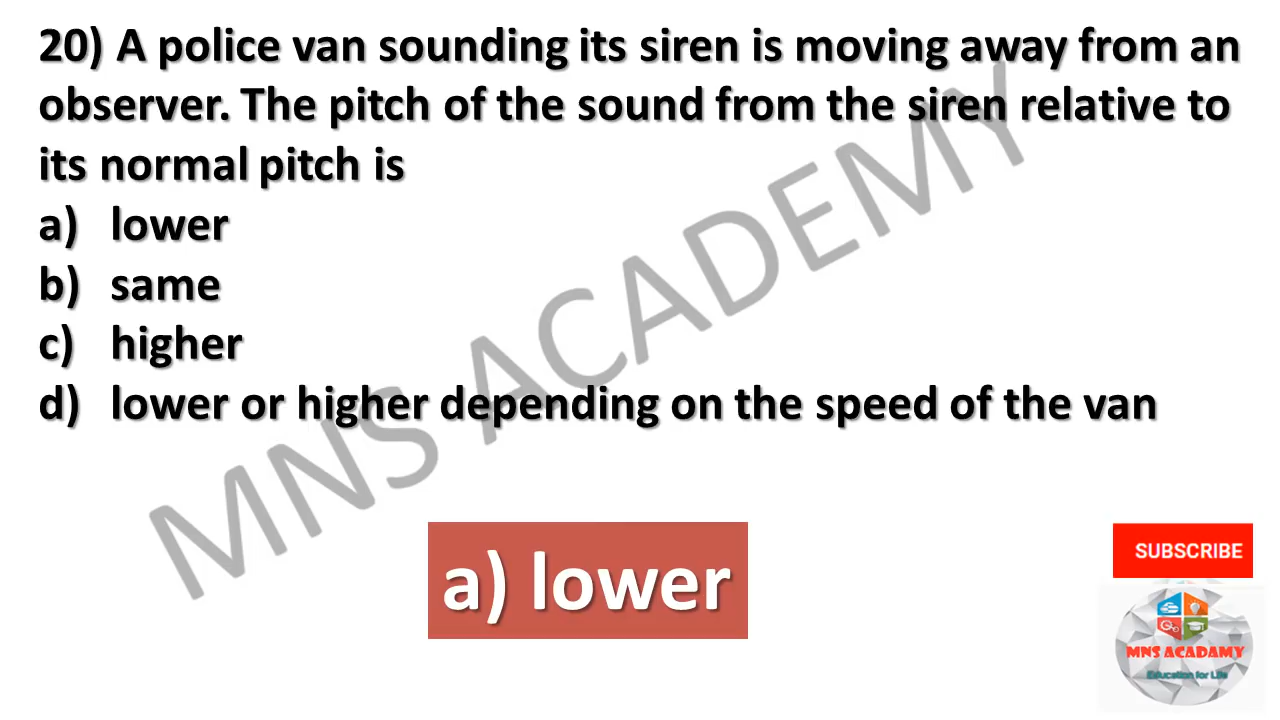 20) A police van sounding its siren is moving away from an
observer. The pitch of the sound from the siren relative to
its normal pitch is
a) lower
b) same
c) higher
d) lower or higher depending on the speed of the van
MNS ACADEMY
a) lower
SUBSCRIBE
MNS ACADAMY
Education for Life